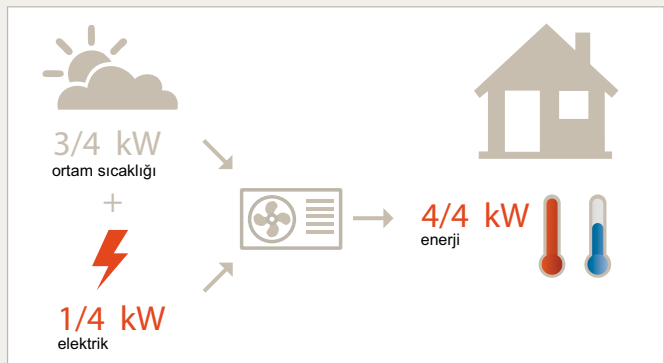 3/4 kW
ortam sıcaklığı
+
1/4 kW
elektrik
4/4 kW
enerji